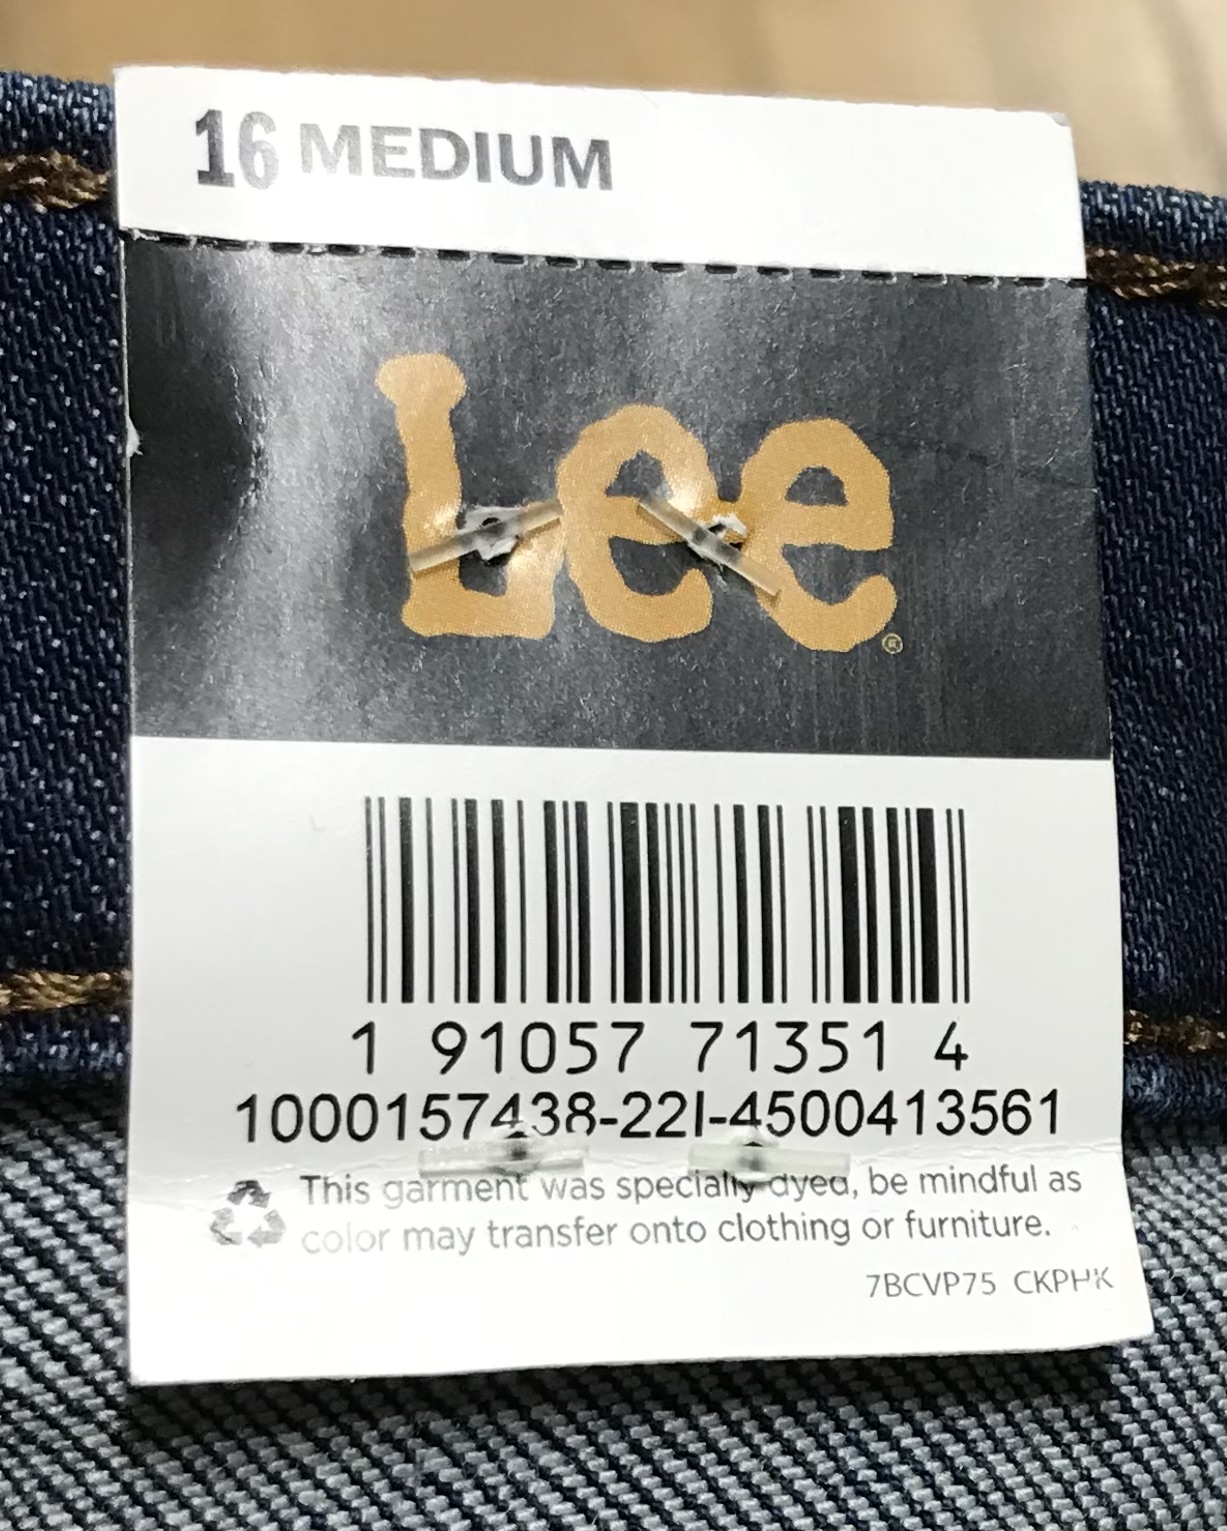 16 MEDIUM
Lee®
1 91057 71351 4
1000157438-22I-4500413561
This garment was specially dyed, be mindful as
color may transfer onto clothing or furniture.
7BCVP75 CKPHK